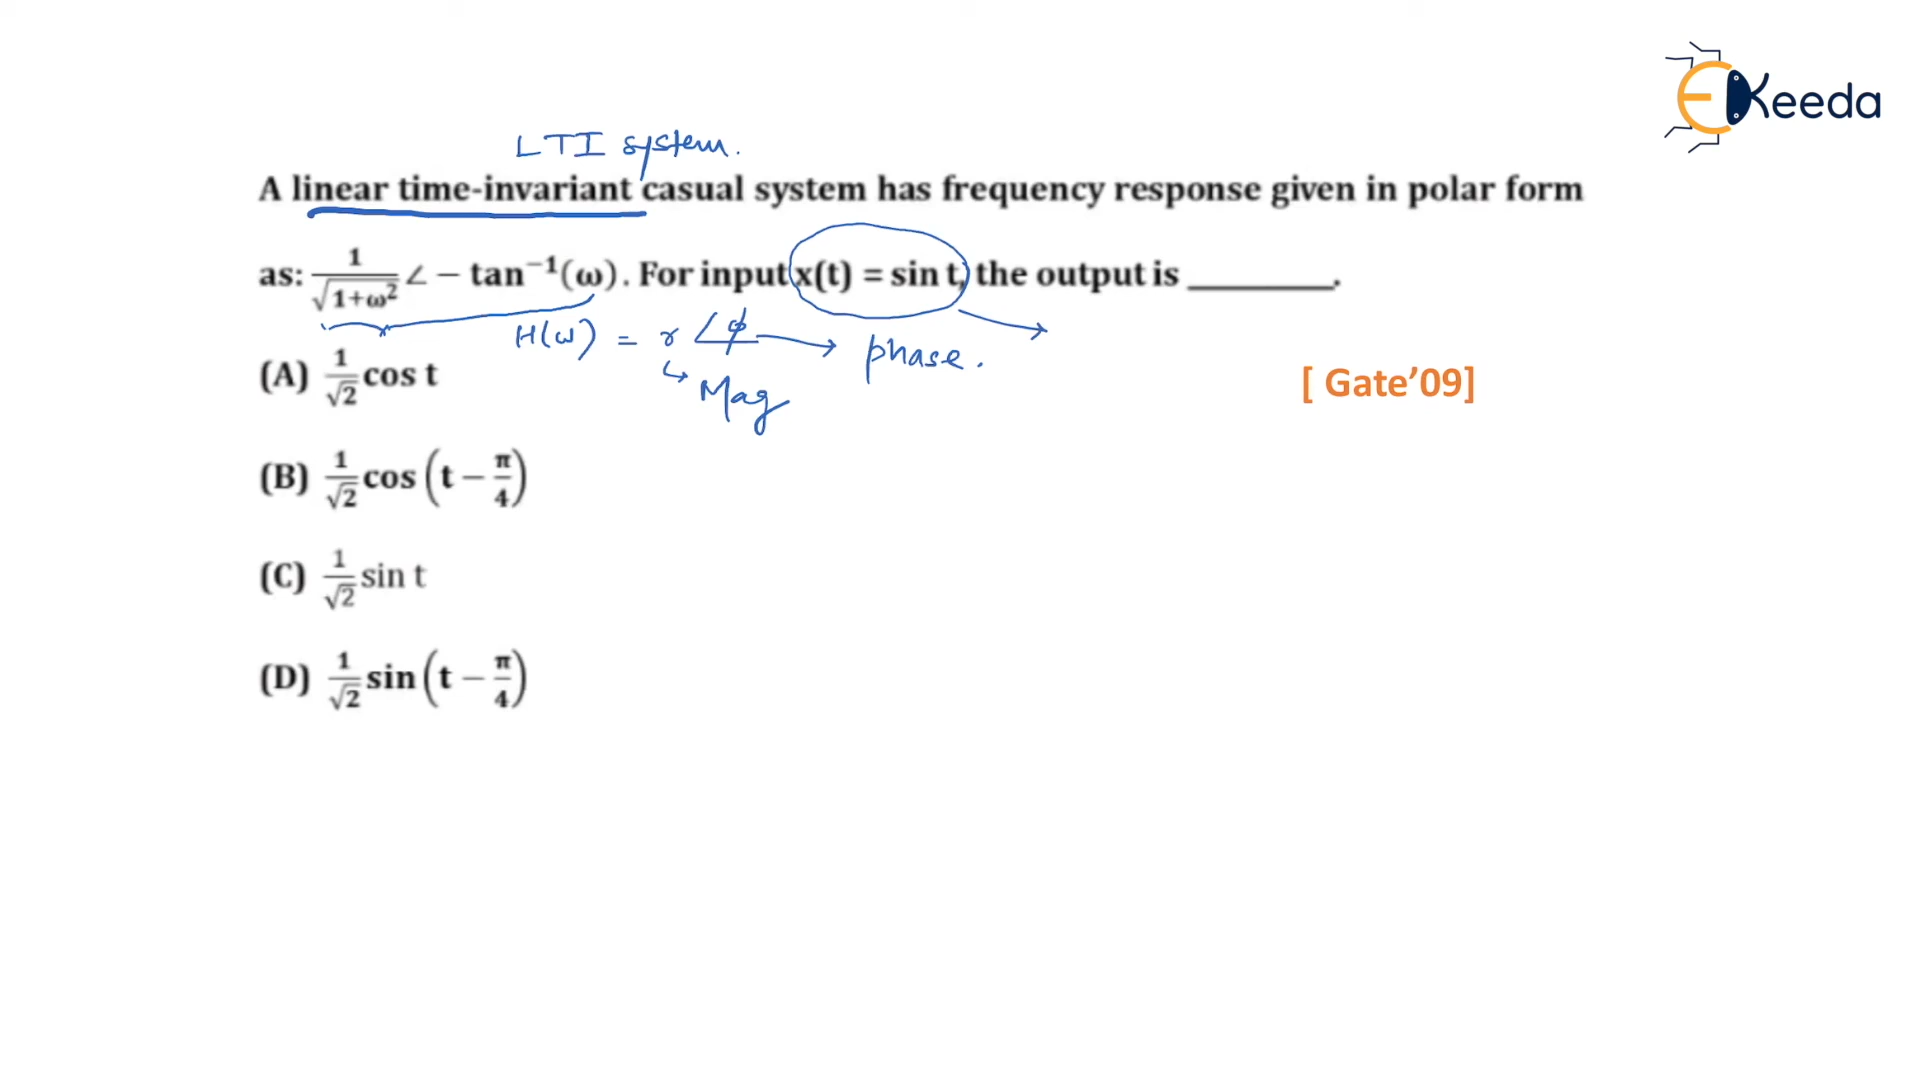 EKeeda
LTI system.
A linear time-invariant casual system has frequency response given in polar form
as: 1/√1+ω² ∠ − tan⁻¹(ω). For input x(t) = sin t, the output is ________.
H(ω) = r ∠ϕ → phase.
↳ Mag
(A) 1/√2 cos t
[ Gate’09]
(B) 1/√2 cos (t − π/4)
(C) 1/√2 sin t
(D) 1/√2 sin (t − π/4)